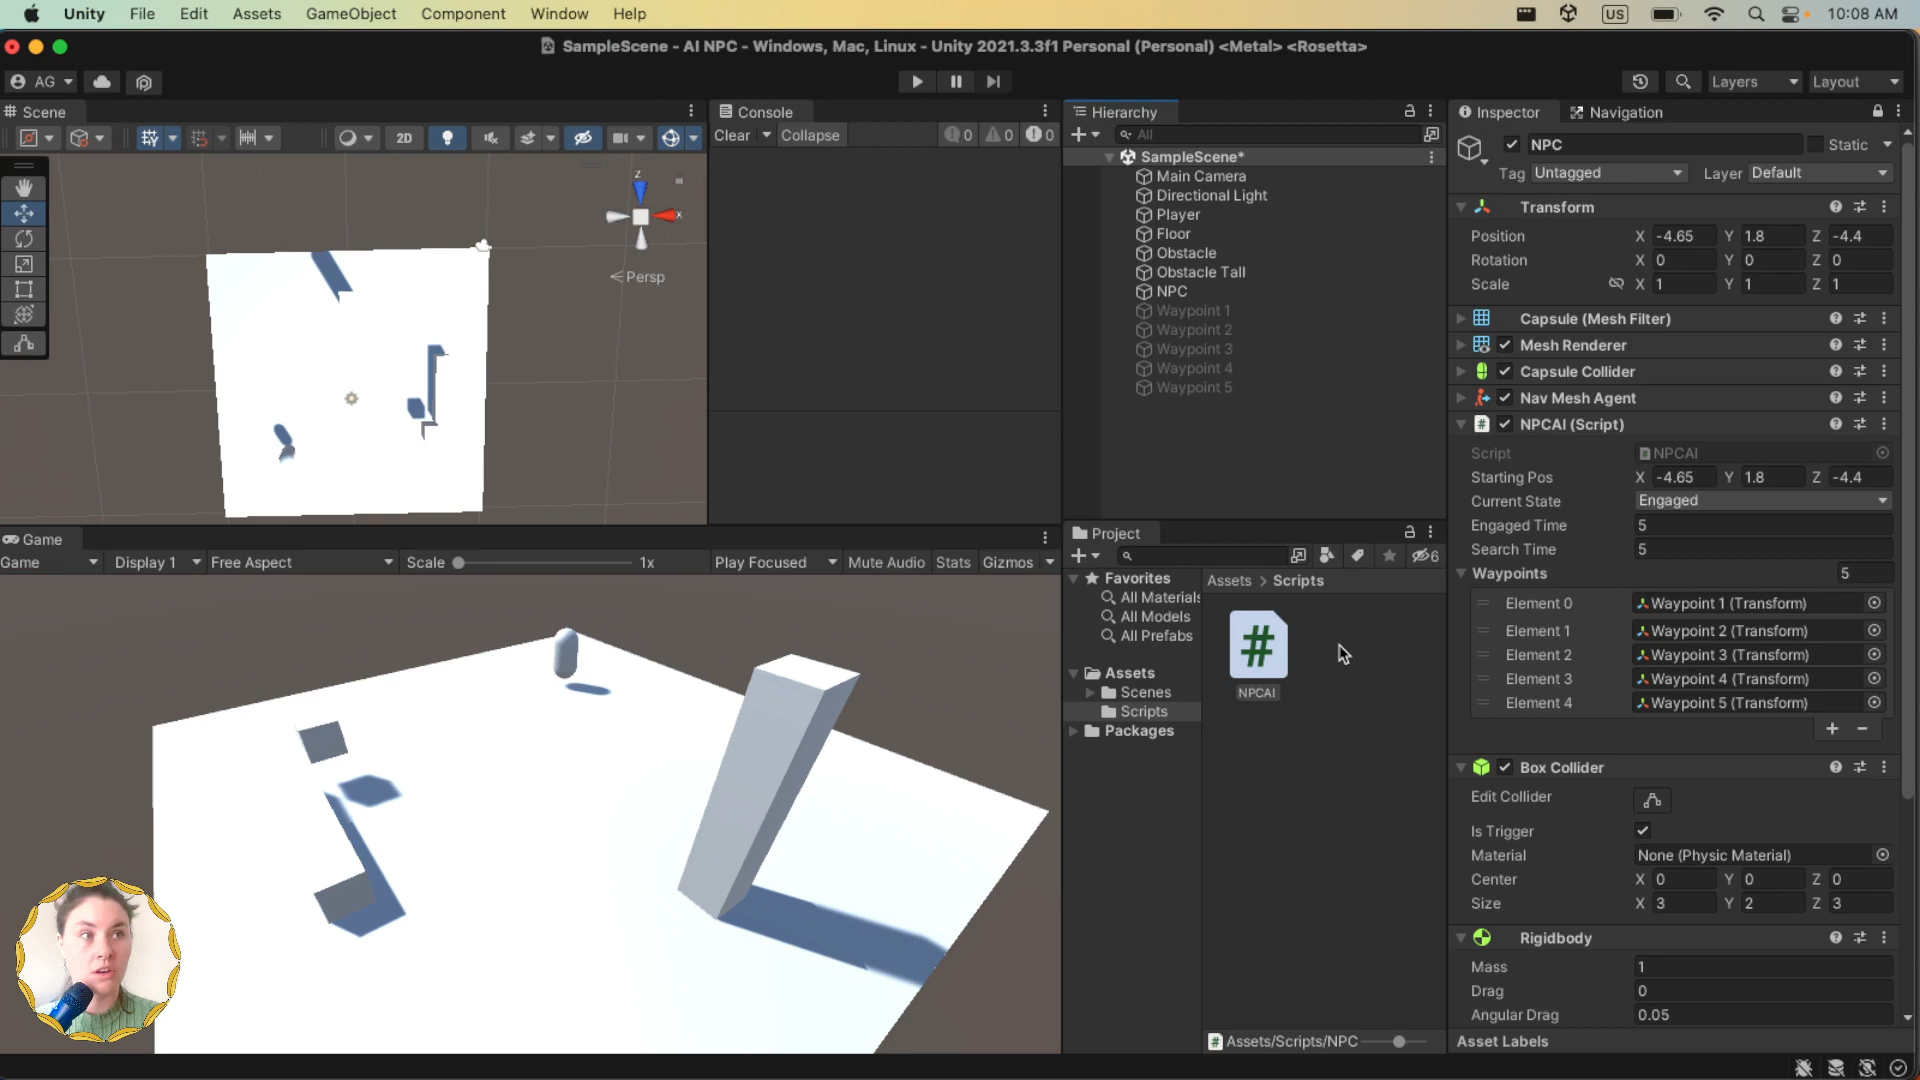 Unity File Edit Assets GameObject Component Window Help US 10:08 AM
SampleScene - AI NPC - Windows, Mac, Linux - Unity 2021.3.3f1 Personal (Personal) <Metal> <Rosetta>
AG Layers Layout
Scene
2D
z
x
Persp
Console
Clear Collapse 0 0 0
Hierarchy
All
SampleScene*
Main Camera
Directional Light
Player
Floor
Obstacle
Obstacle Tall
NPC
Waypoint 1
Waypoint 2
Waypoint 3
Waypoint 4
Waypoint 5
Game
Game Display 1 Free Aspect Scale 1x Play Focused Mute Audio Stats Gizmos
Project
6
Favorites
All Materials
All Models
All Prefabs
Assets
Scenes
Scripts
Packages
Assets > Scripts
#
NPCAI
Assets/Scripts/NPC
Inspector Navigation
NPC Static
Tag Untagged Layer Default
Transform
Position X -4.65 Y 1.8 Z -4.4
Rotation X 0 Y 0 Z 0
Scale X 1 Y 1 Z 1
Capsule (Mesh Filter)
Mesh Renderer
Capsule Collider
Nav Mesh Agent
# NPCAI (Script)
Script NPCAI
Starting Pos X -4.65 Y 1.8 Z -4.4
Current State Engaged
Engaged Time 5
Search Time 5
Waypoints 5
Element 0 Waypoint 1 (Transform)
Element 1 Waypoint 2 (Transform)
Element 2 Waypoint 3 (Transform)
Element 3 Waypoint 4 (Transform)
Element 4 Waypoint 5 (Transform)
Box Collider
Edit Collider
Is Trigger
Material None (Physic Material)
Center X 0 Y 0 Z 0
Size X 3 Y 2 Z 3
Rigidbody
Mass 1
Drag 0
Angular Drag 0.05
Asset Labels